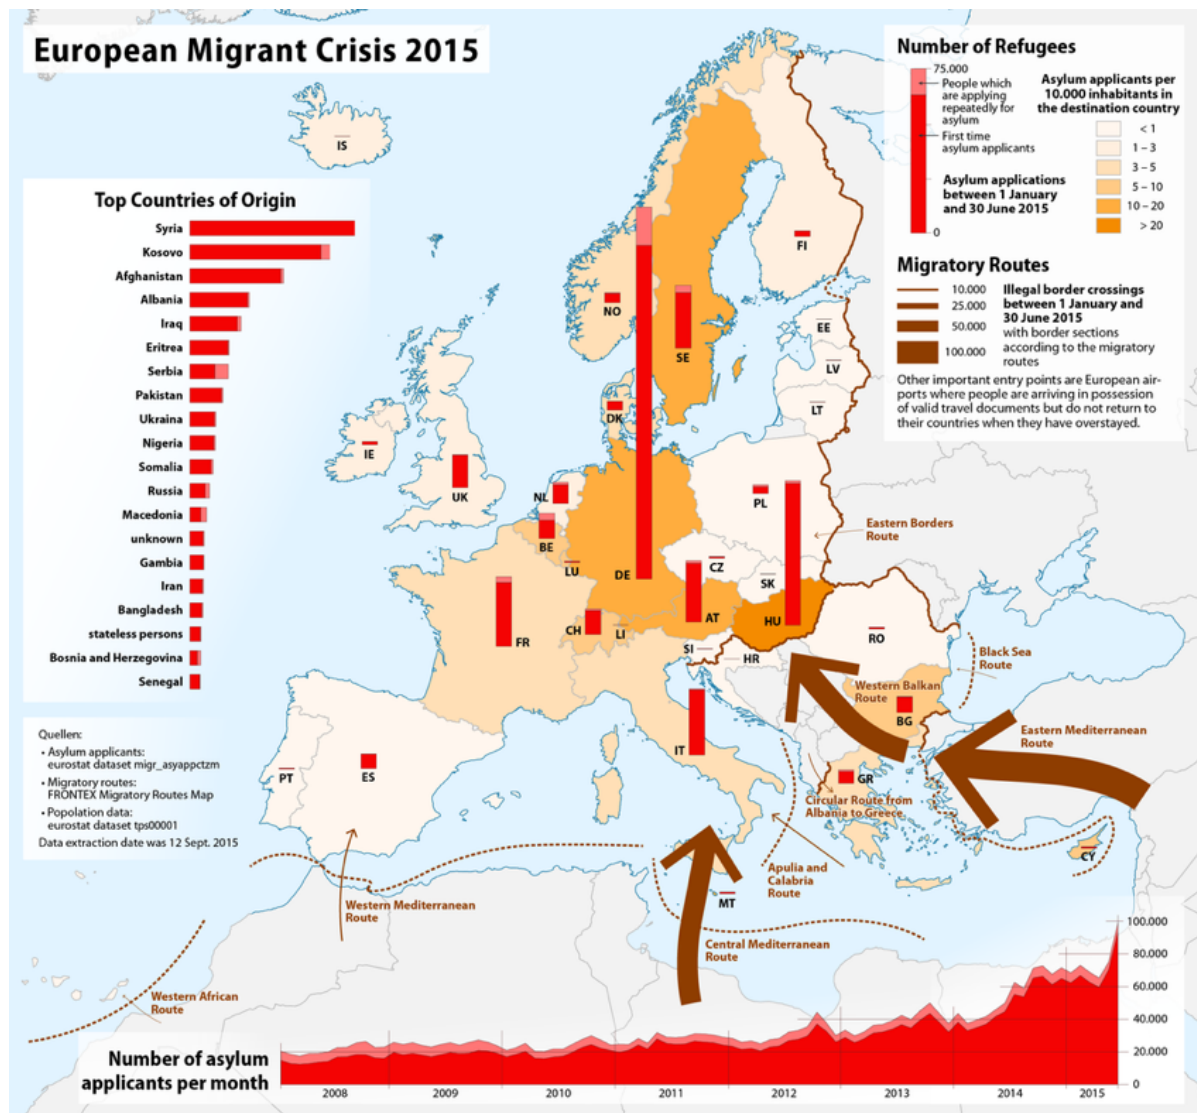 European Migrant Crisis 2015
Number of Refugees
75.000
People which
are applying
repeatedly for
asylum
First time
asylum applicants
Asylum applications
between 1 January
and 30 June 2015
0
Asylum applicants per
10.000 inhabitants in
the destination country
< 1
1 – 3
3 – 5
5 – 10
10 – 20
> 20
Migratory Routes
10.000
25.000
50.000
100.000
Illegal border crossings
between 1 January and
30 June 2015
with border sections
according to the migratory
routes
Other important entry points are European air-
ports where people are arriving in possession
of valid travel documents but do not return to
their countries when they have overstayed.
Top Countries of Origin
Syria
Kosovo
Afghanistan
Albania
Iraq
Eritrea
Serbia
Pakistan
Ukraina
Nigeria
Somalia
Russia
Macedonia
unknown
Gambia
Iran
Bangladesh
stateless persons
Bosnia and Herzegovina
Senegal
Quellen:
• Asylum applicants:
eurostat dataset migr_asyappctzm
• Migratory routes:
FRONTEX Migratory Routes Map
• Popolation data:
eurostat dataset tps00001
Data extraction date was 12 Sept. 2015
IS
FI
NO
SE
EE
LV
LT
DK
IE
UK
NL
BE
LU
DE
PL
CZ
SK
FR
CH
LI
AT
HU
SI
HR
RO
IT
BG
GR
PT
ES
MT
CY
Eastern Borders
Route
Black Sea
Route
Western Balkan
Route
Eastern Mediterranean
Route
Circular Route from
Albania to Greece
Apulia and
Calabria
Route
Central Mediterranean
Route
Western Mediterranean
Route
Western African
Route
Number of asylum
applicants per month
100.000
80.000
60.000
40.000
20.000
0
2008
2009
2010
2011
2012
2013
2014
2015